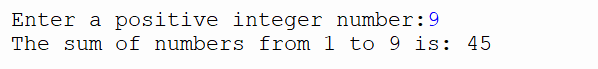 Enter a positive integer number:9
The sum of numbers from 1 to 9 is: 45